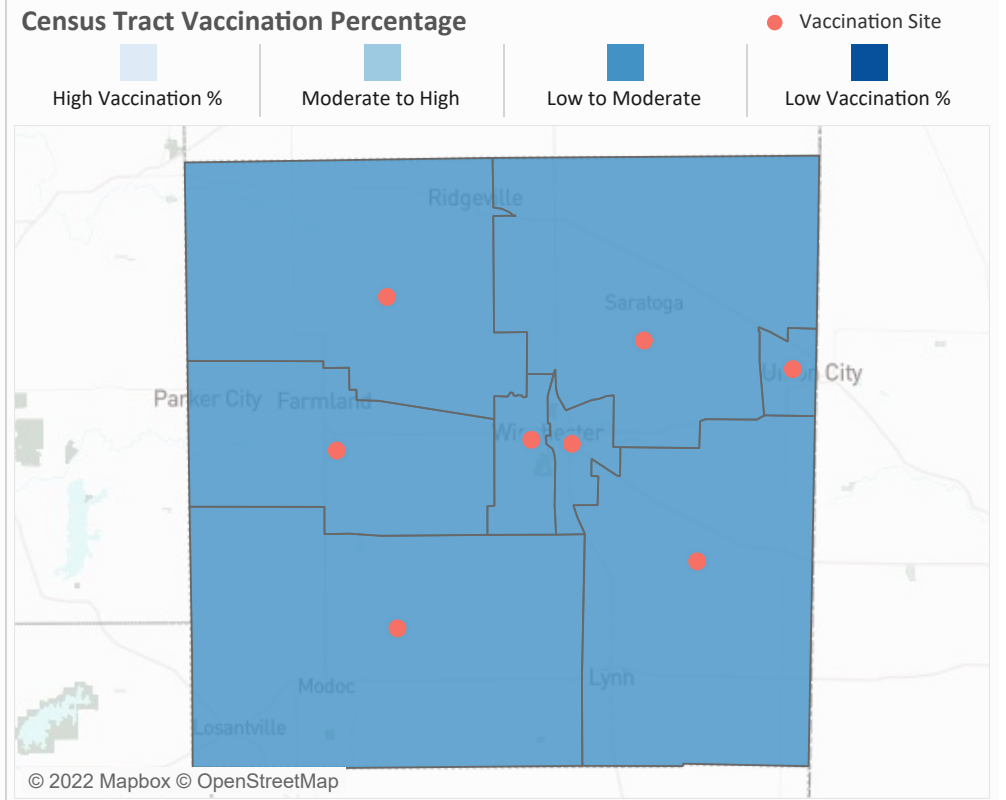 Census Tract Vaccination Percentage
Vaccination Site
High Vaccination %
Moderate to High
Low to Moderate
Low Vaccination %
Ridgeville
Saratoga
Union City
Parker City
Farmland
Winchester
Lynn
Modoc
Losantville
© 2022 Mapbox © OpenStreetMap